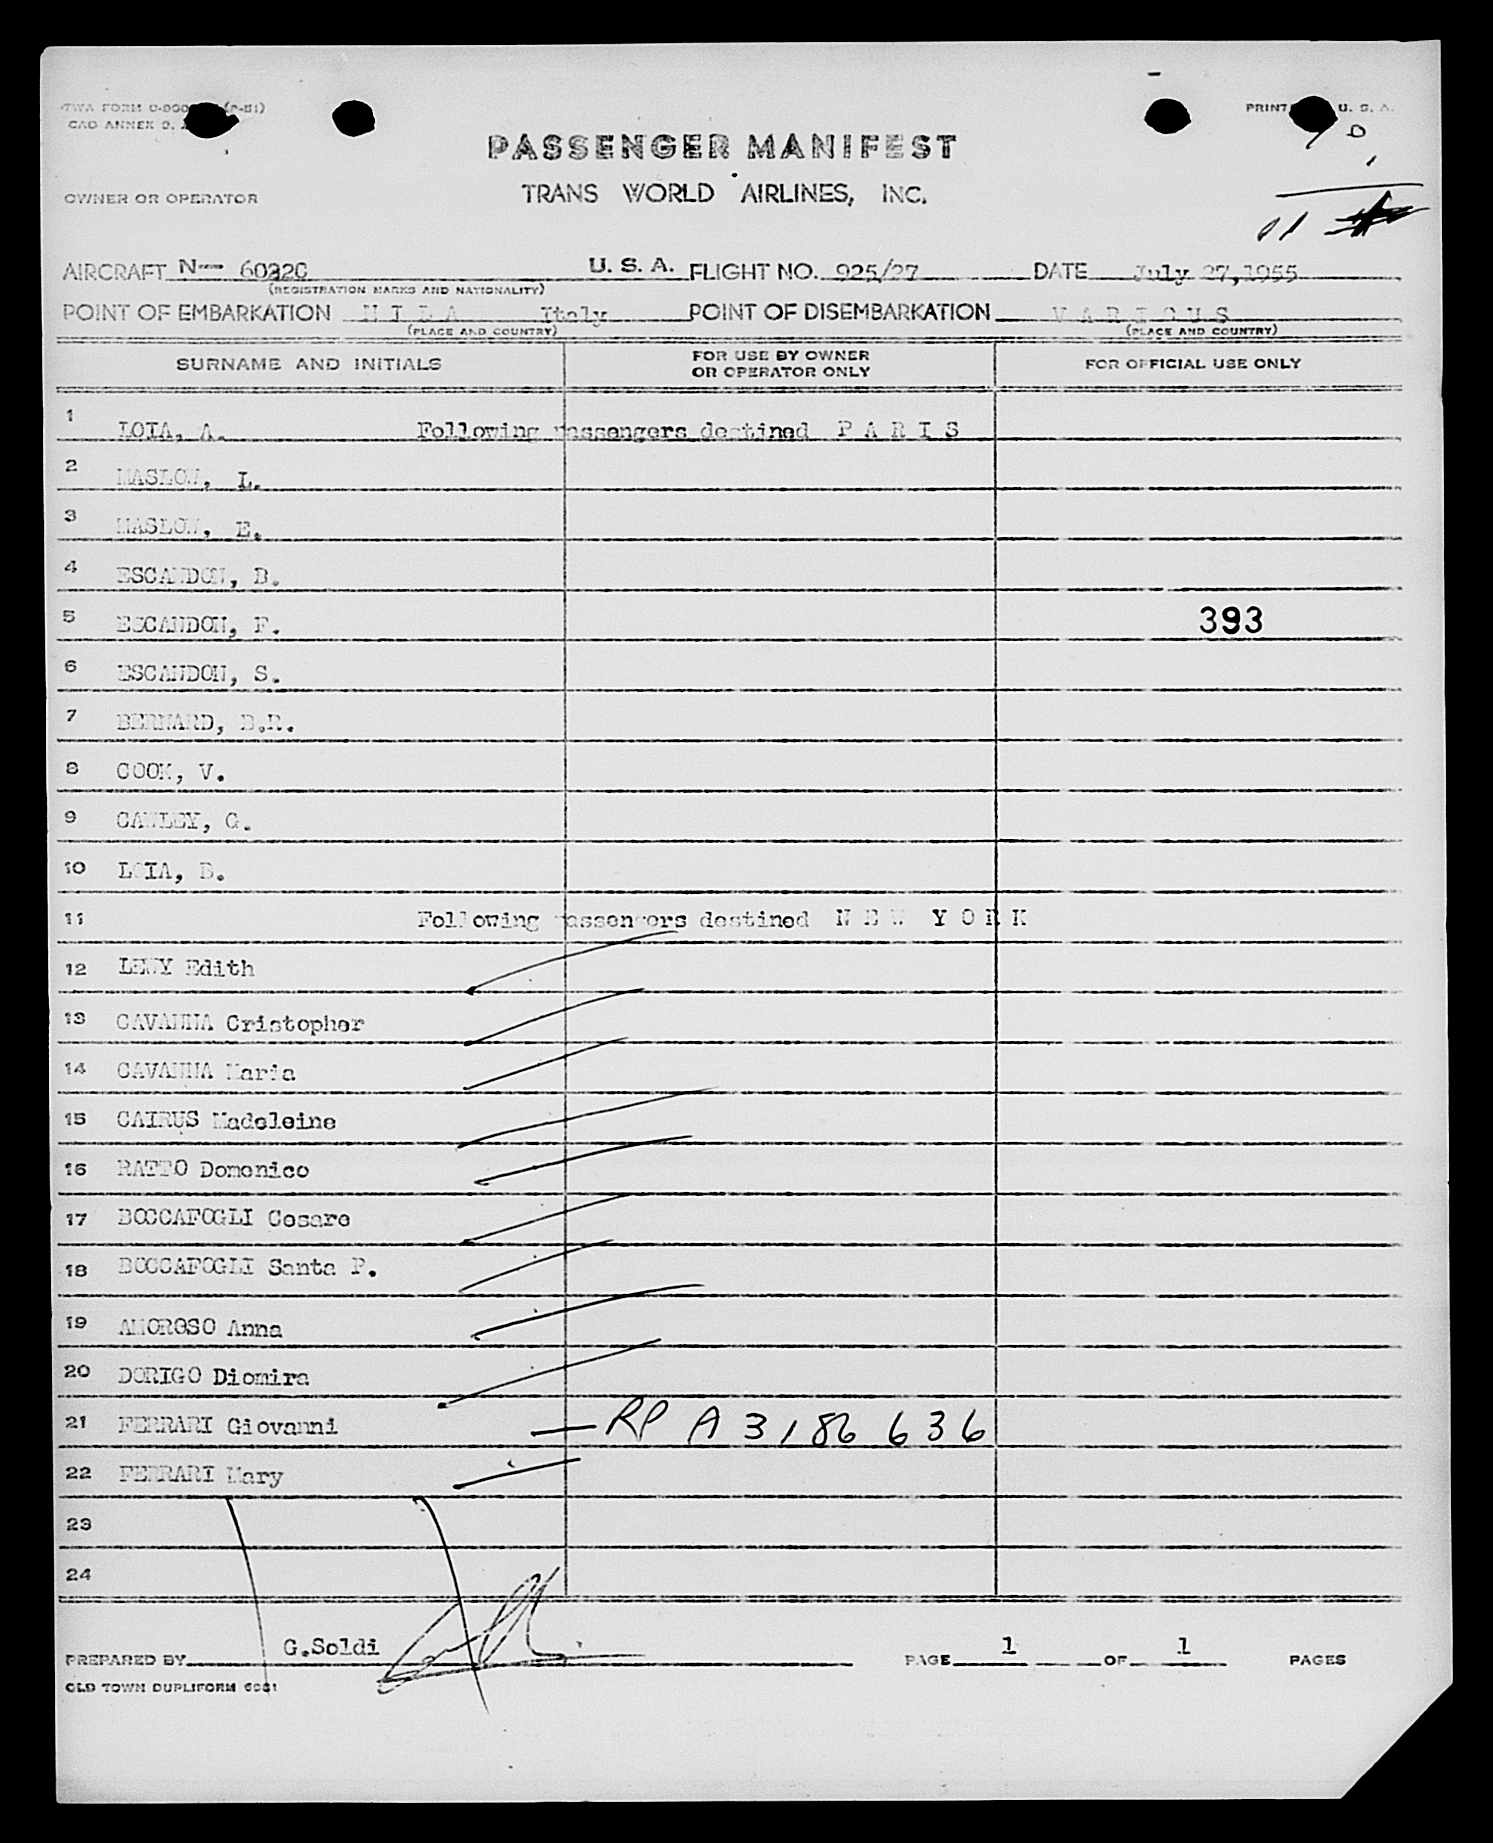 PASSENGER MANIFEST
TRANS WORLD AIRLINES, INC.
OWNER OR OPERATOR
PRINT U. S. A.
AIRCRAFT N— U. S. A. FLIGHT NO. 925/27 DATE July 27,1955
(REGISTRATION MARKS AND NATIONALITY)
POINT OF EMBARKATION Italy POINT OF DISEMBARKATION VARIOUS
(PLACE AND COUNTRY) (PLACE AND COUNTRY)
SURNAME AND INITIALS FOR USE BY OWNER OR OPERATOR ONLY FOR OFFICIAL USE ONLY
1 LOIA, A. Following passengers destined P A R I S
2 MASLOW, L.
3 MASLOW, E.
4 ESCANDON, B.
5 ESCANDON, F. 393
6 ESCANDON, S.
7 BERNARD, B.R.
8 COOK, V.
9 CAWLEY, G.
10 LOIA, B.
11 Following passengers destined N E W Y O R K
12 LEWY Edith
13 CAVANNA Cristopher
14 CAVANNA Maria
15 CAIRUS Madeleine
16 RATTO Domenico
17 BOCCAFOGLI Cesare
18 BOCCAFOGLI Santa P.
19 AMOROSO Anna
20 DORIGO Diomira
21 FERRARI Giovanni — RP A3186636
22 FERRARI Mary
23
24
PREPARED BY G.Soldi PAGE 1 OF 1 PAGES
OLD TOWN DUPLIFORM